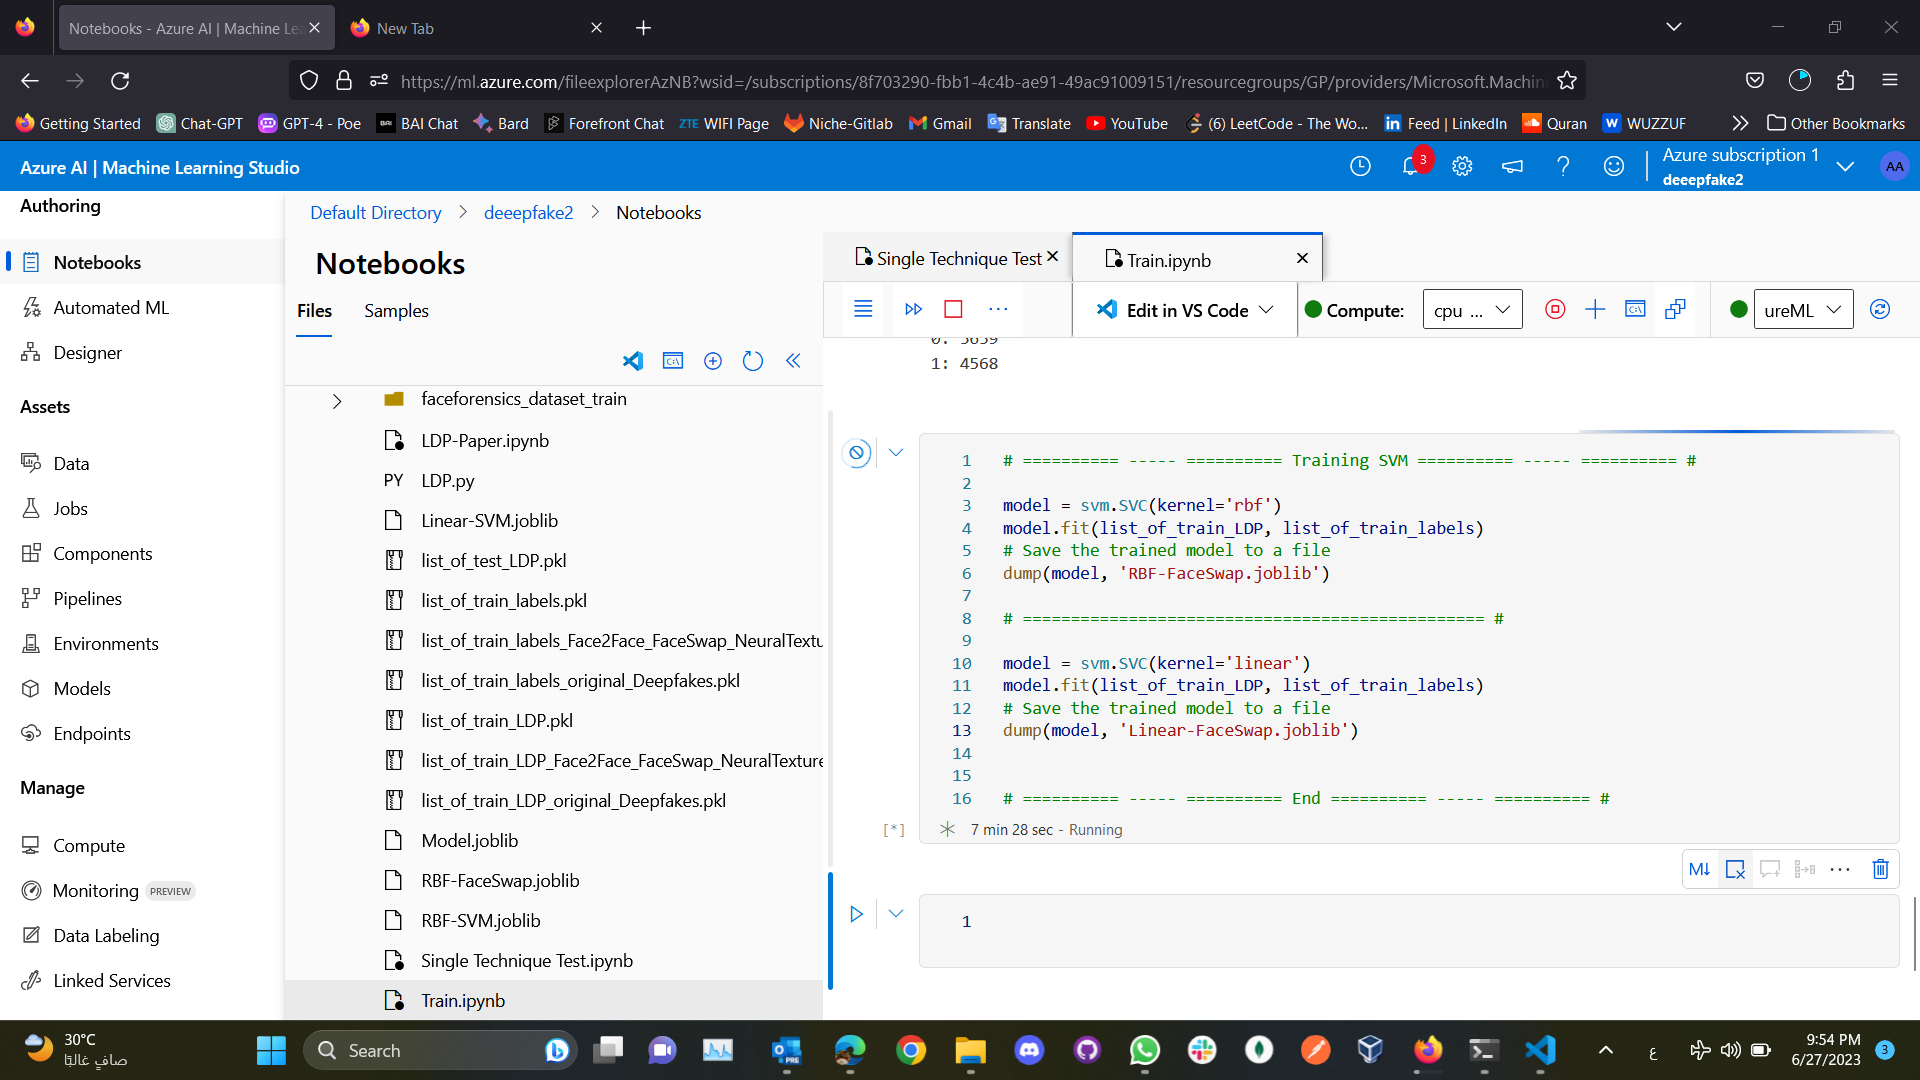 Notebooks - Azure AI | Machine Lea
New Tab
https://ml.azure.com/fileexplorerAzNB?wsid=/subscriptions/8f703290-fbb1-4c4b-ae91-49ac91009151/resourcegroups/GP/providers/Microsoft.Machin
Getting Started
Chat-GPT
GPT-4 - Poe
BAI BAI Chat
Bard
Forefront Chat
ZTE WIFI Page
Niche-Gitlab
Gmail
Translate
YouTube
(6) LeetCode - The Wo...
in Feed | LinkedIn
Quran
W WUZZUF
Other Bookmarks
Azure AI | Machine Learning Studio
3
Azure subscription 1
deeepfake2
AA
Authoring
Notebooks
Automated ML
Designer
Assets
Data
Jobs
Components
Pipelines
Environments
Models
Endpoints
Manage
Compute
Monitoring PREVIEW
Data Labeling
Linked Services
Default Directory > deeepfake2 > Notebooks
Notebooks
Files
Samples
faceforensics_dataset_train
LDP-Paper.ipynb
PY LDP.py
Linear-SVM.joblib
list_of_test_LDP.pkl
list_of_train_labels.pkl
list_of_train_labels_Face2Face_FaceSwap_NeuralTextu
list_of_train_labels_original_Deepfakes.pkl
list_of_train_LDP.pkl
list_of_train_LDP_Face2Face_FaceSwap_NeuralTexture
list_of_train_LDP_original_Deepfakes.pkl
Model.joblib
RBF-FaceSwap.joblib
RBF-SVM.joblib
Single Technique Test.ipynb
Train.ipynb
Single Technique Test
Train.ipynb
Edit in VS Code
Compute:
cpu ...
ureML
0: 5659
1: 4568
1 # ========== ----- ========== Training SVM ========== ----- ========== #
2
3 model = svm.SVC(kernel='rbf')
4 model.fit(list_of_train_LDP, list_of_train_labels)
5 # Save the trained model to a file
6 dump(model, 'RBF-FaceSwap.joblib')
7
8 # ================================================ #
9
10 model = svm.SVC(kernel='linear')
11 model.fit(list_of_train_LDP, list_of_train_labels)
12 # Save the trained model to a file
13 dump(model, 'Linear-FaceSwap.joblib')
14
15
16 # ========== ----- ========== End ========== ----- ========== #
[*]
7 min 28 sec - Running
M↓
1
30°C
صافٍ غالبًا
Search
PRE
ع
9:54 PM
6/27/2023
3